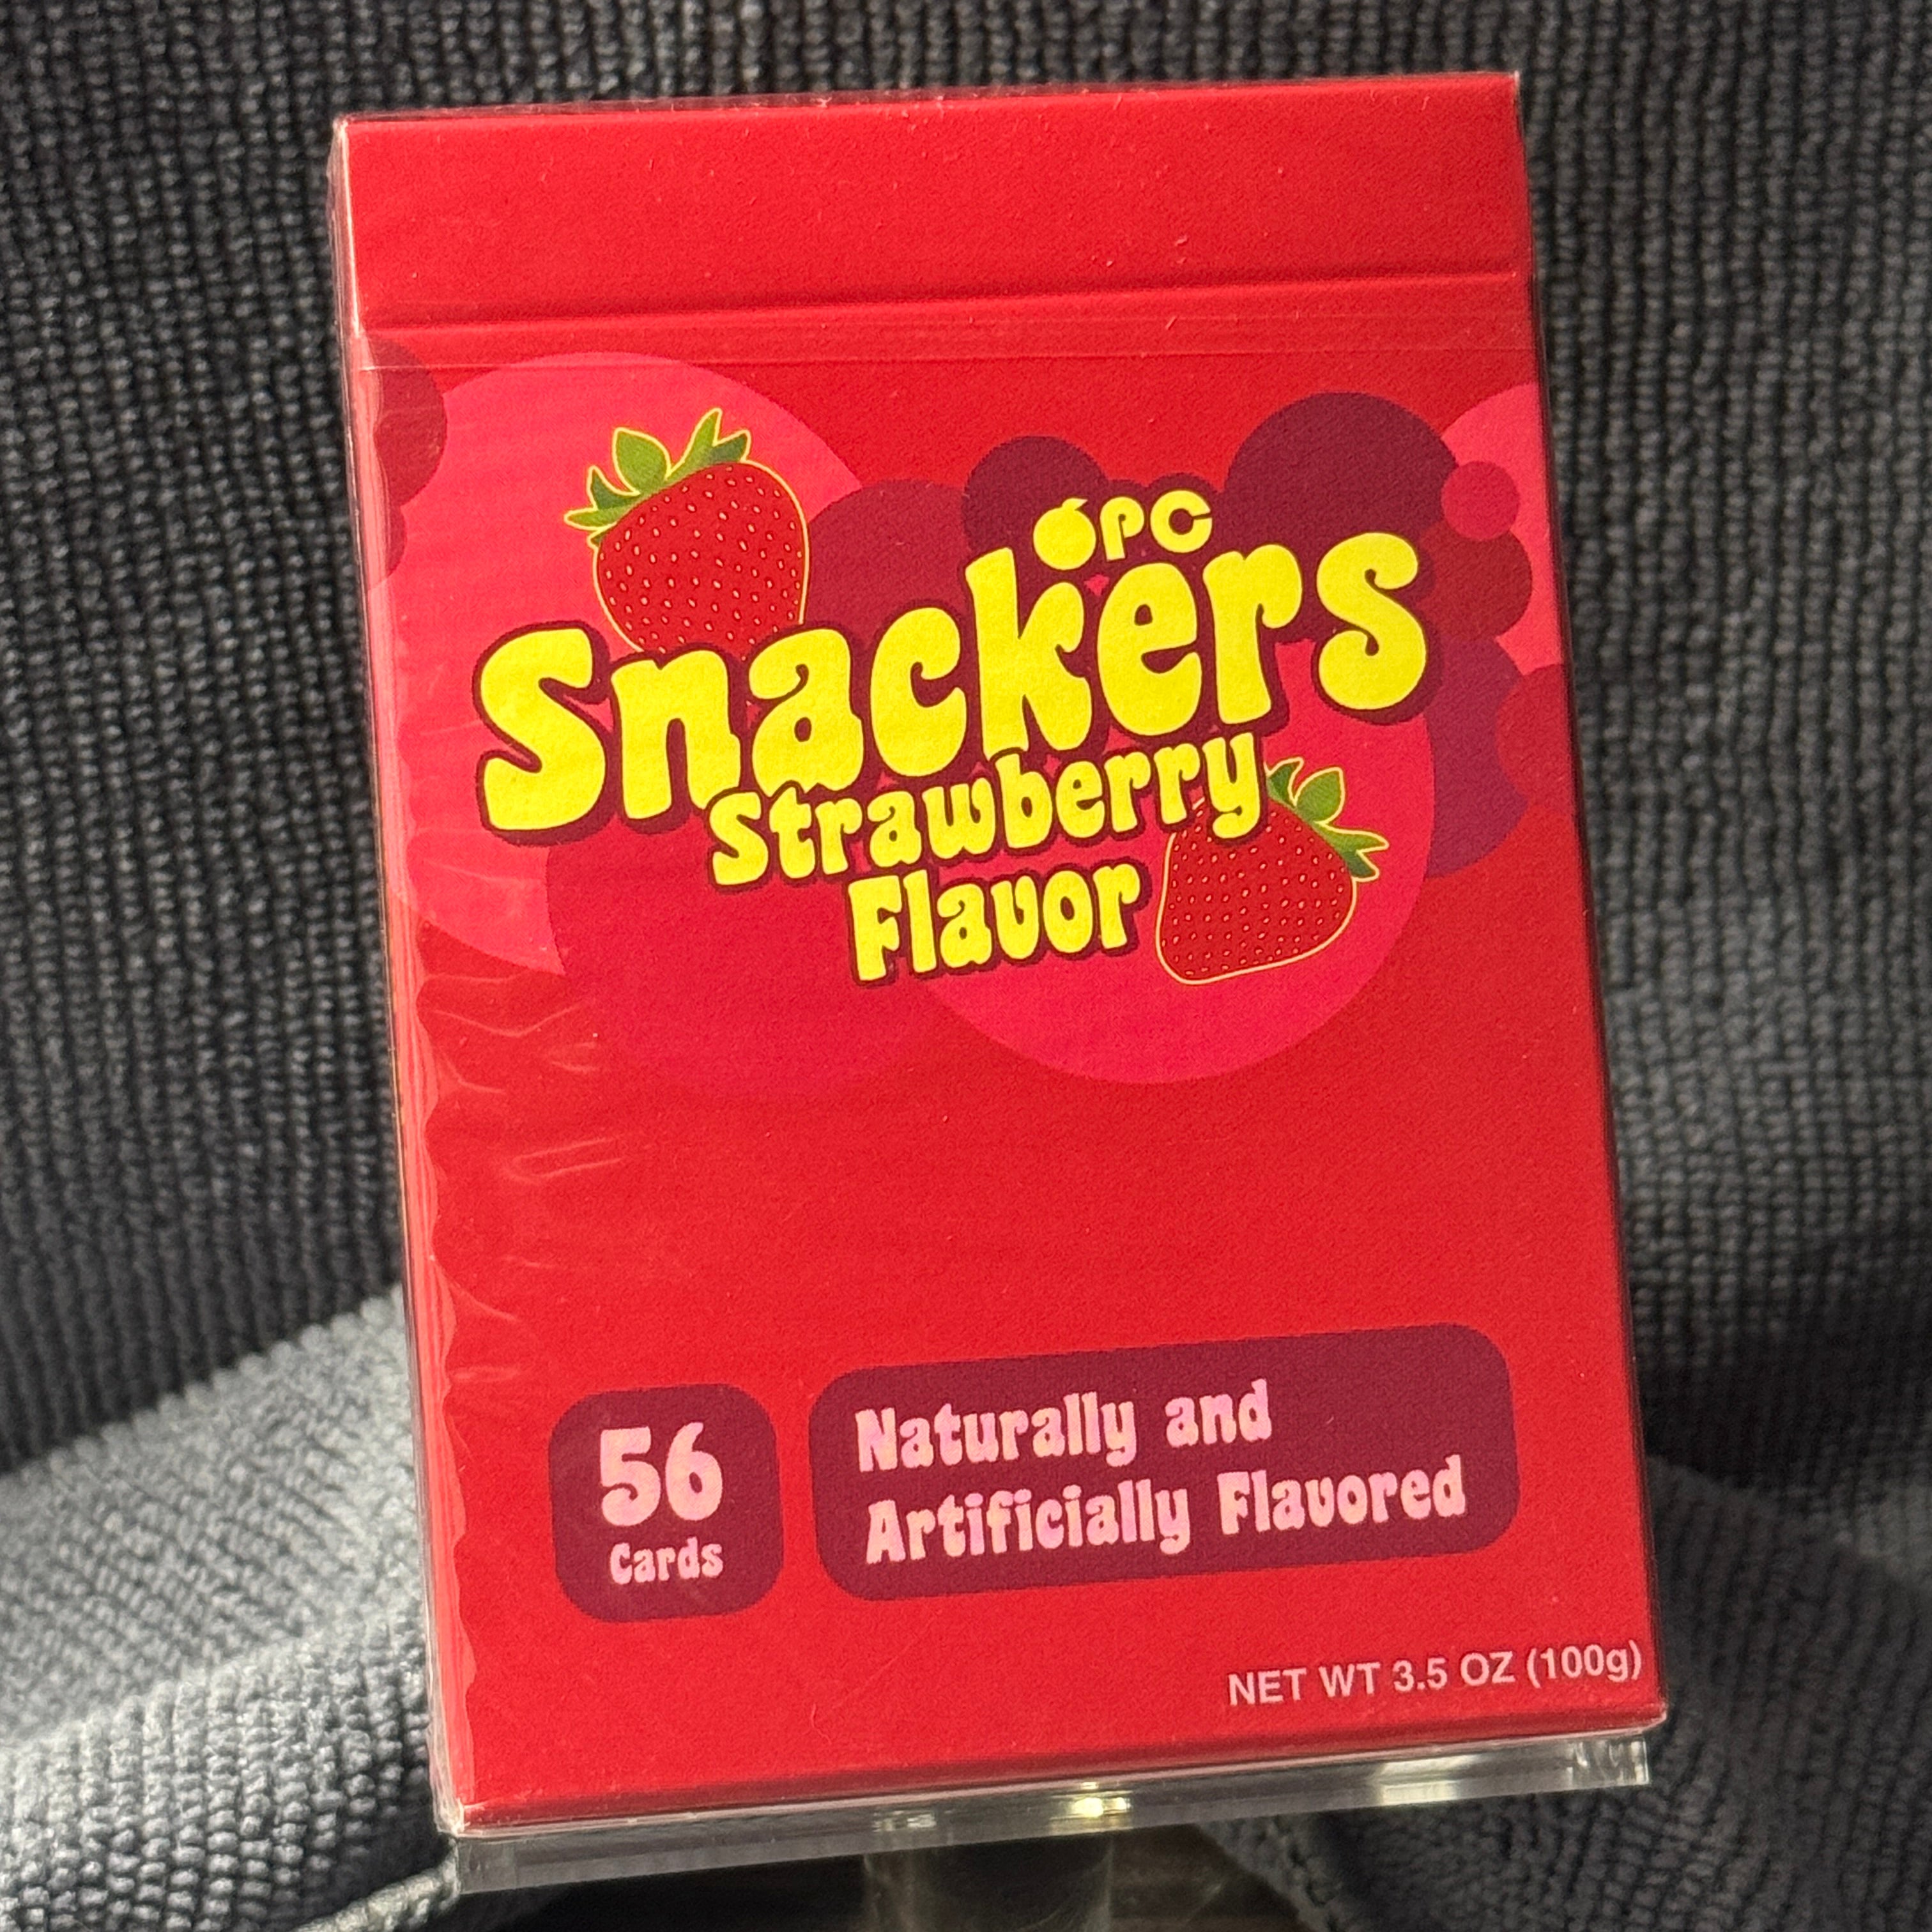 OPC
Snackers
Strawberry
Flavor
56
Cards
Naturally and
Artificially Flavored
NET WT 3.5 OZ (100g)